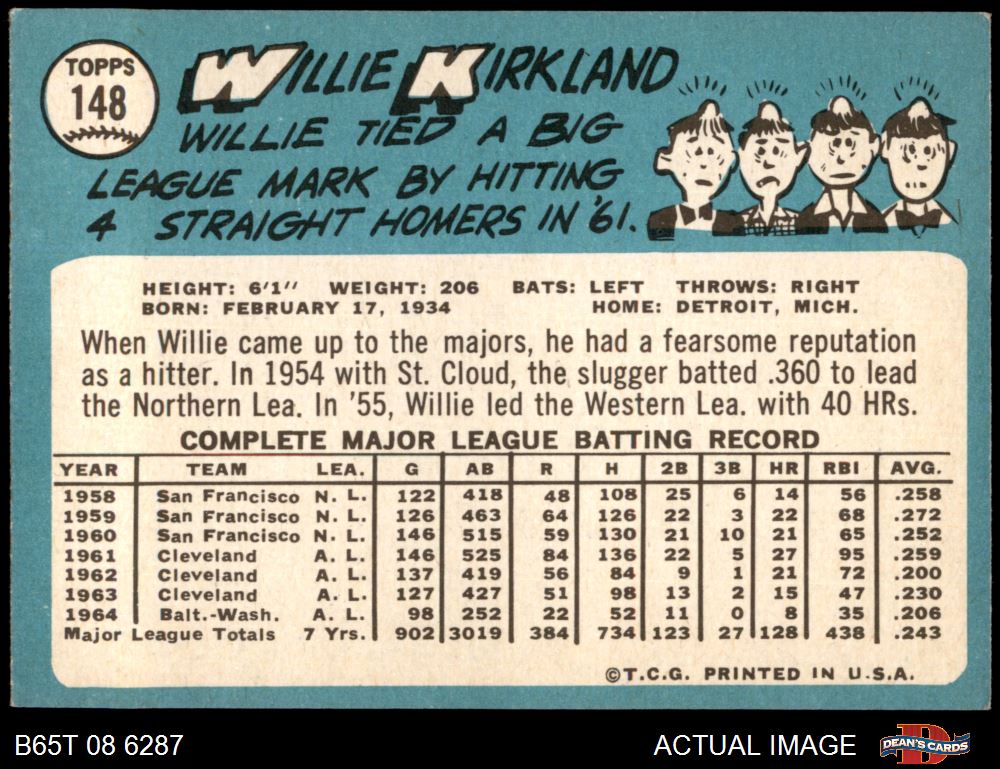 TOPPS
148
WILLIE KIRKLAND
WILLIE TIED A BIG
LEAGUE MARK BY HITTING
4 STRAIGHT HOMERS IN '61.
HEIGHT: 6'1" WEIGHT: 206 BATS: LEFT THROWS: RIGHT
BORN: FEBRUARY 17, 1934 HOME: DETROIT, MICH.
When Willie came up to the majors, he had a fearsome reputation
as a hitter. In 1954 with St. Cloud, the slugger batted .360 to lead
the Northern Lea. In '55, Willie led the Western Lea. with 40 HRs.
COMPLETE MAJOR LEAGUE BATTING RECORD
YEAR TEAM LEA. G AB R H 2B 3B HR RBI AVG.
1958 San Francisco N. L. 122 418 48 108 25 6 14 56 .258
1959 San Francisco N. L. 126 463 64 126 22 3 22 68 .272
1960 San Francisco N. L. 146 515 59 130 21 10 21 65 .252
1961 Cleveland A. L. 146 525 84 136 22 5 27 95 .259
1962 Cleveland A. L. 137 419 56 84 9 1 21 72 .200
1963 Cleveland A. L. 127 427 51 98 13 2 15 47 .230
1964 Balt.-Wash. A. L. 98 252 22 52 11 0 8 35 .206
Major League Totals 7 Yrs. 902 3019 384 734 123 27 128 438 .243
©T.C.G. PRINTED IN U.S.A.
B65T 08 6287 ACTUAL IMAGE DEAN'S CARDS